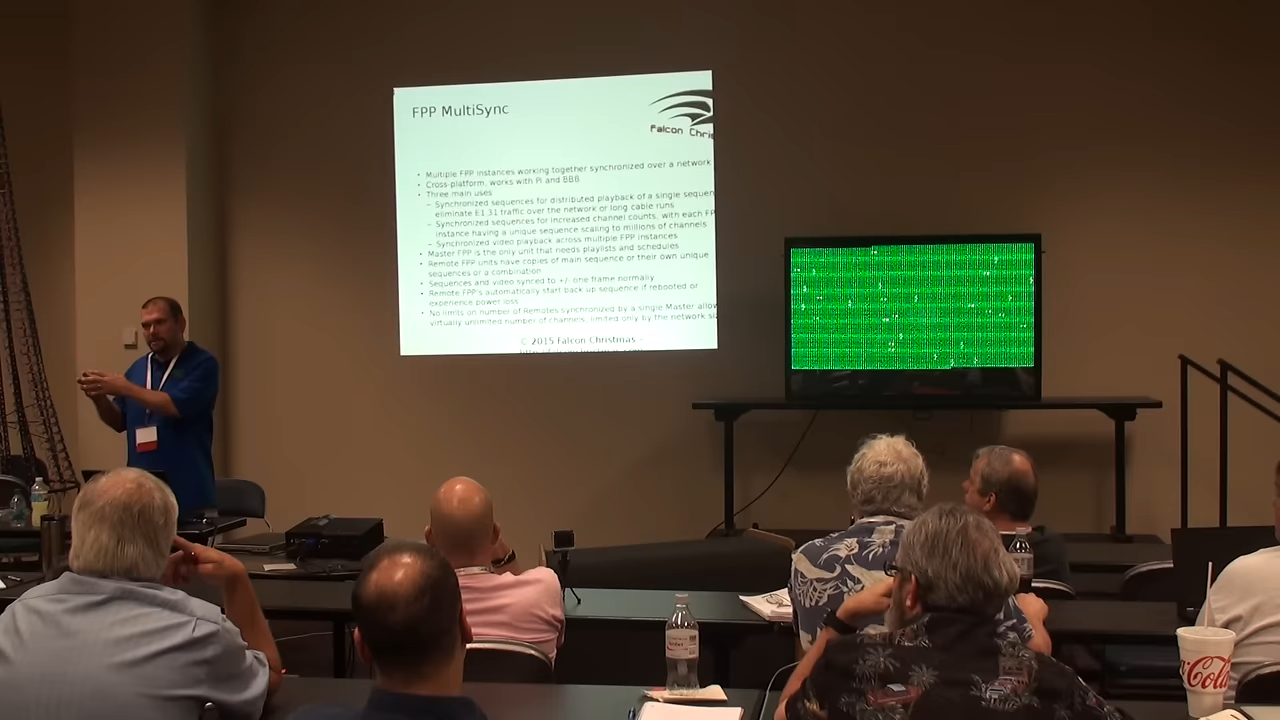 FPP MultiSync
Falcon Chris
• Multiple FPP instances working together synchronized over a network
• Cross-platform, works with Pi and BBB
• Three main uses
– Synchronized sequences for distributed playback of a single sequen
eliminate E1.31 traffic over the network or long cable runs
– Synchronized sequences for increased channel counts, with each FP
instance having a unique sequence scaling to millions of channels
– Synchronized video playback across multiple FPP instances
• Master FPP is the only unit that needs playlists and schedules
• Remote FPP units have copies of main sequence or their own unique
sequences or a combination
• Sequences and video synced to +/- one frame normally
• Remote FPP's automatically start back up sequence if rebooted or
experience power loss
• No limits on number of Remotes synchronized by a single Master allow
virtually unlimited number of channels, limited only by the network si
© 2015 Falcon Christmas –
Cola